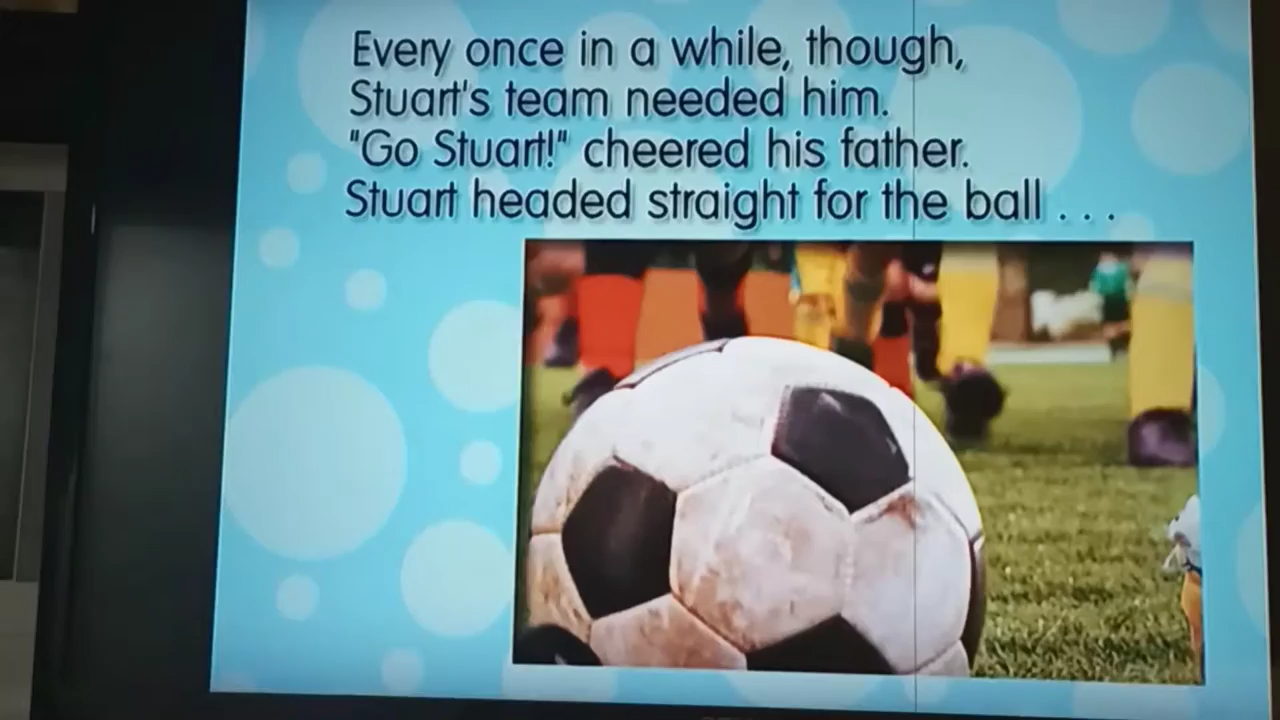 Every once in a while, though,
Stuart's team needed him.
"Go Stuart!" cheered his father.
Stuart headed straight for the ball . . .